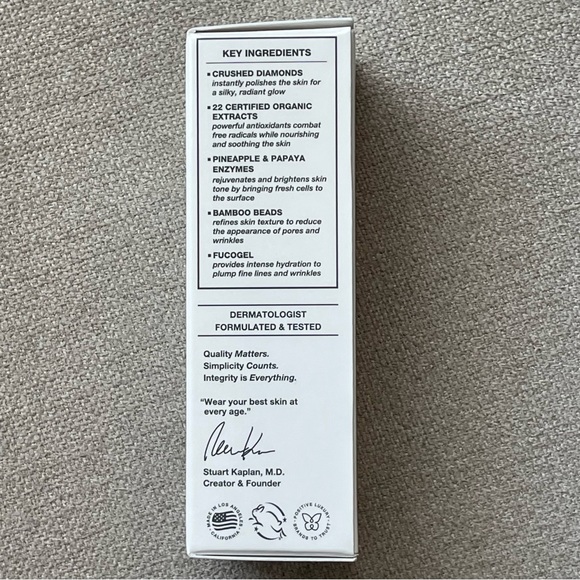 KEY INGREDIENTS
▪ CRUSHED DIAMONDS
instantly polishes the skin for
a silky, radiant glow
▪ 22 CERTIFIED ORGANIC
EXTRACTS
powerful antioxidants combat
free radicals while nourishing
and soothing the skin
▪ PINEAPPLE & PAPAYA
ENZYMES
rejuvenates and brightens skin
tone by bringing fresh cells to
the surface
▪ BAMBOO BEADS
refines skin texture to reduce
the appearance of pores and
wrinkles
▪ FUCOGEL
provides intense hydration to
plump fine lines and wrinkles
DERMATOLOGIST
FORMULATED & TESTED
Quality Matters.
Simplicity Counts.
Integrity is Everything.
“Wear your best skin at
every age.”
Stuart Kaplan, M.D.
Creator & Founder
MADE IN LOS ANGELES
CALIFORNIA
POSITIVE LUXURY
BRANDS TO TRUST